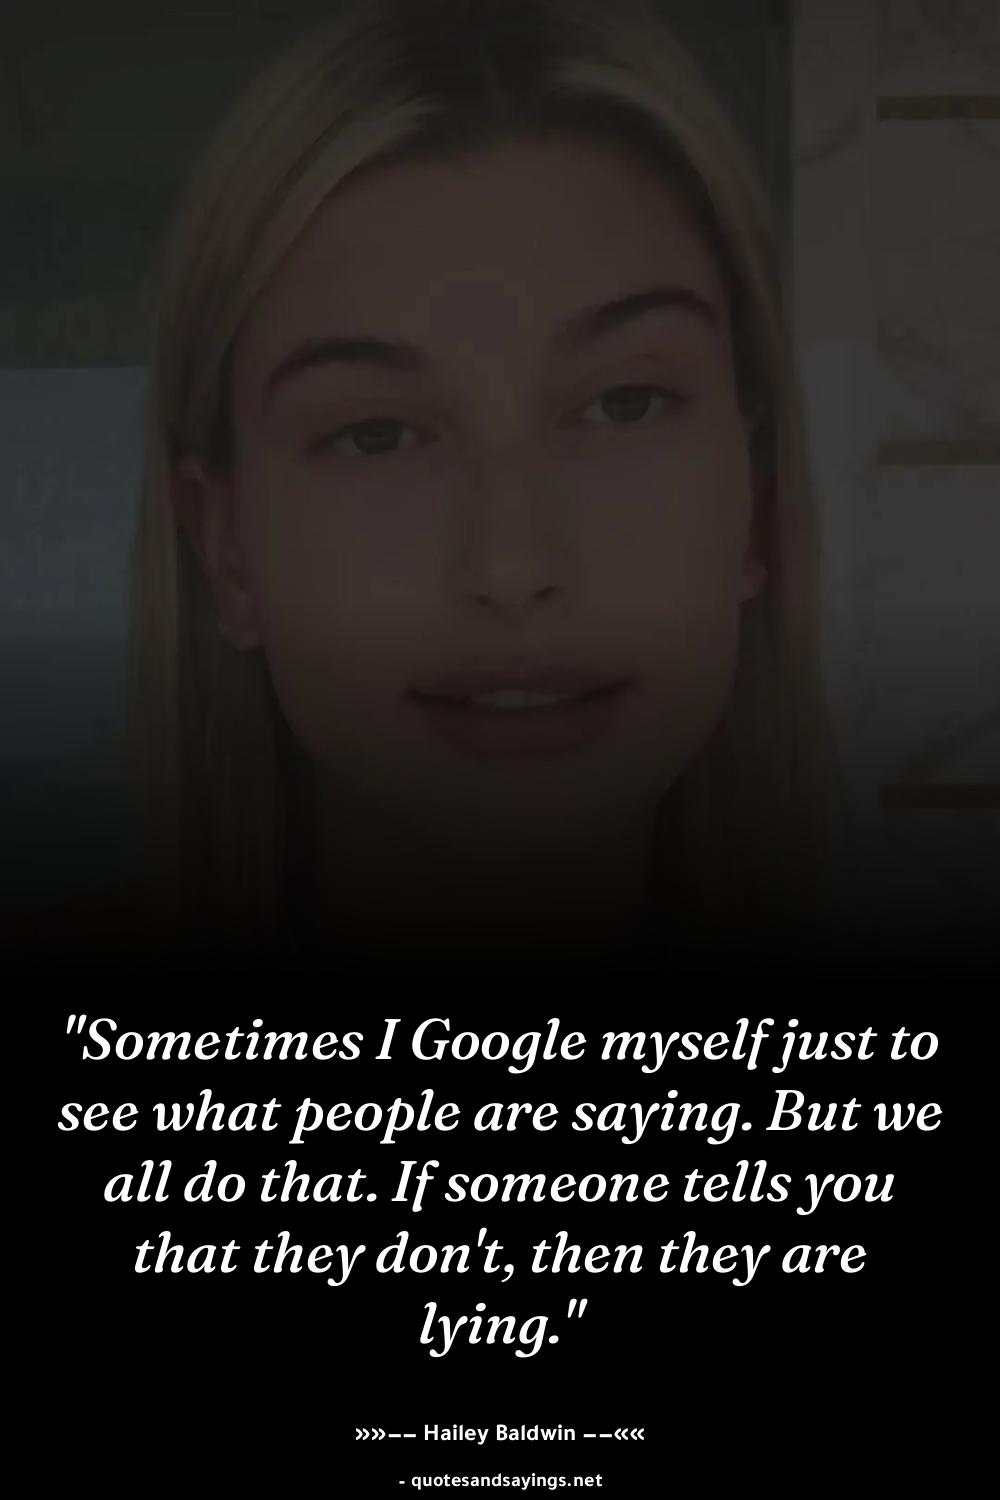 "Sometimes I Google myself just to
see what people are saying. But we
all do that. If someone tells you
that they don't, then they are
lying."
»»−− Hailey Baldwin −−««
- quotesandsayings.net